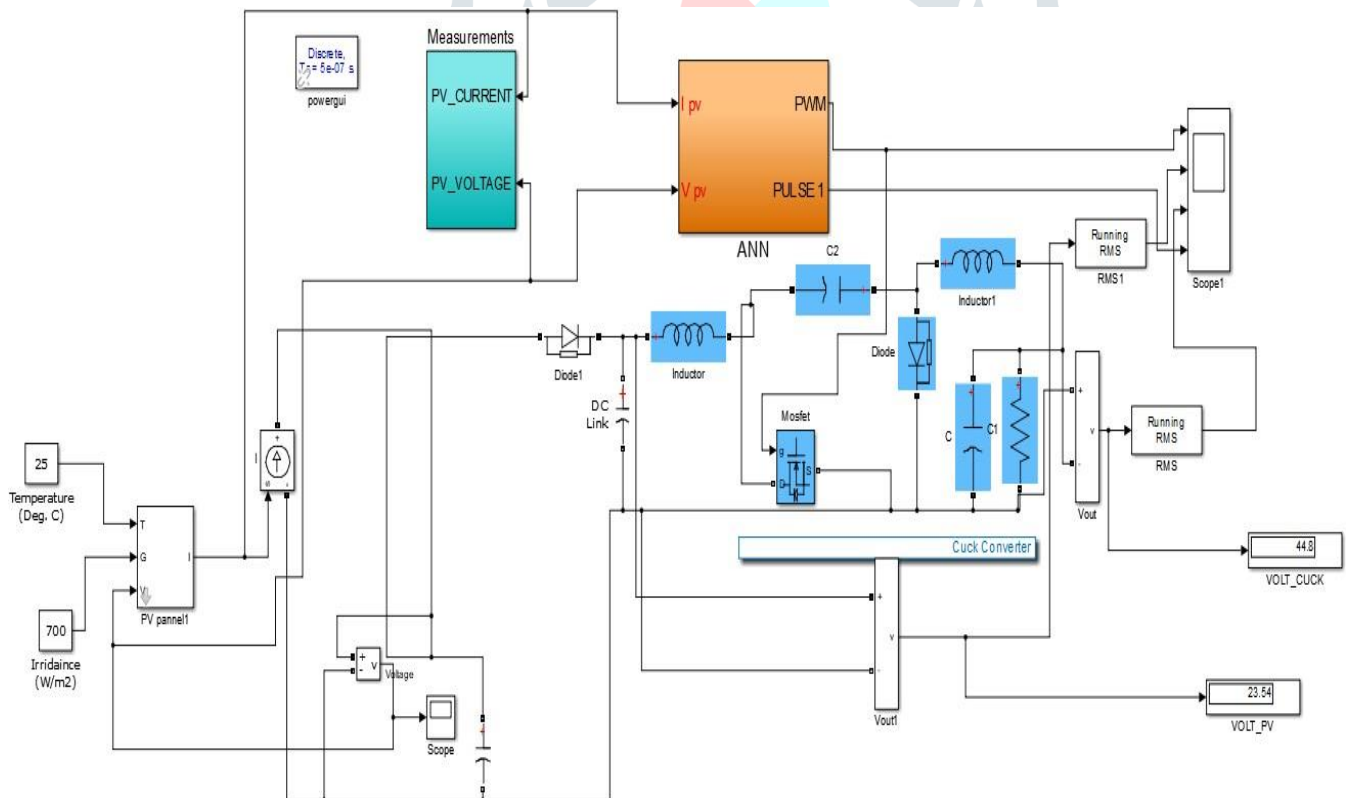 Measurements
Discrete,
Ts = 5e-07 s
powergui
PV_CURRENT
PV_VOLTAGE
I pv
V pv
PWM
PULSE 1
ANN
Scope1
Running
RMS
RMS1
C2
Inductor1
Diode
Diode1
Inductor
DC
Link
Mosfet
g
D
S
C
C1
+
-
v
Vout
Running
RMS
RMS
44.8
VOLT_CUCK
Cuck Converter
+
-
v
Vout1
23.54
VOLT_PV
25
Temperature
(Deg. C)
700
Irridaince
(W/m2)
T
G
V
I
PV pannel1
I
+
-
+
-
v
Voltage
Scope